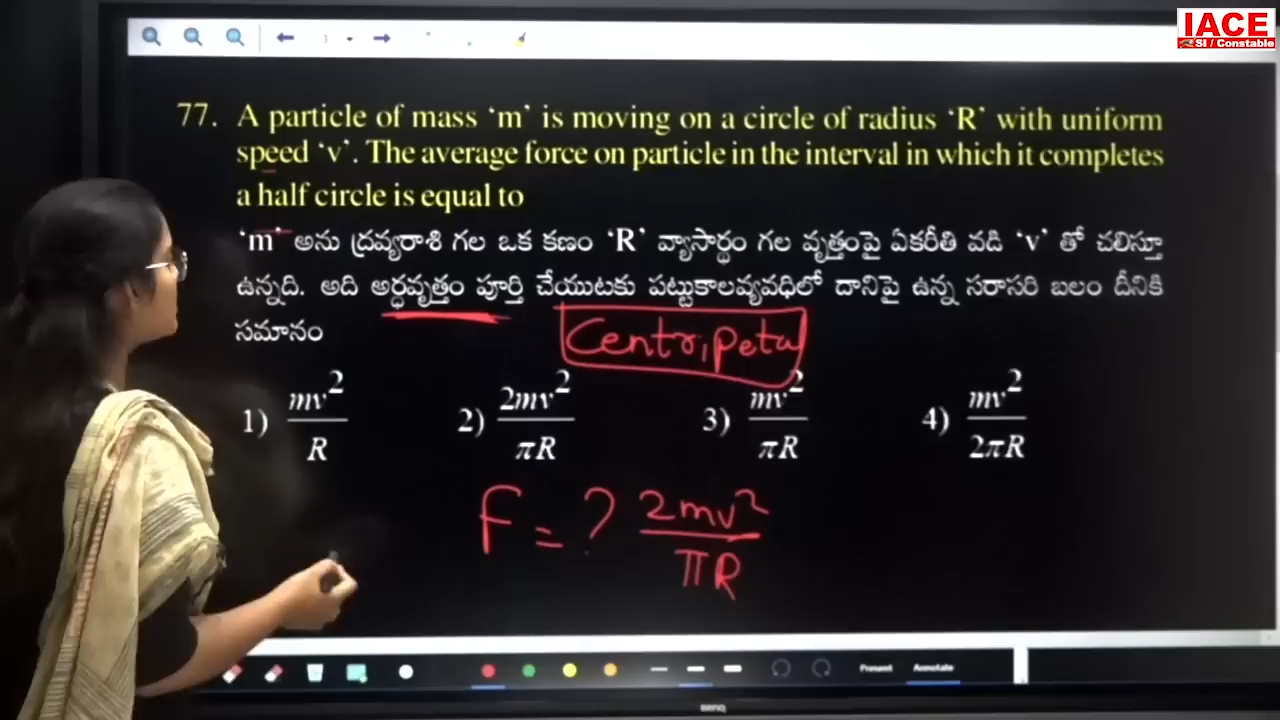 IACE
SI / Constable
77. A particle of mass ‘m’ is moving on a circle of radius ‘R’ with uniform
speed ‘v’. The average force on particle in the interval in which it completes
a half circle is equal to
‘m’ అను ద్రవ్యరాశి గల ఒక కణం ‘R’ వ్యాసార్థం గల వృత్తంపై ఏకరీతి వడి ‘v’ తో చలిస్తూ
ఉన్నది. అది అర్ధవృత్తం పూర్తి చేయుటకు పట్టుకాలవ్యవధిలో దానిపై ఉన్న సరాసరి బలం దీనికి
సమానం
Centripetal
1) mv²/R 2) 2mv²/πR 3) mv²/πR 4) mv²/2πR
F = ? 2mv²/πR
Present Annotate
BenQ